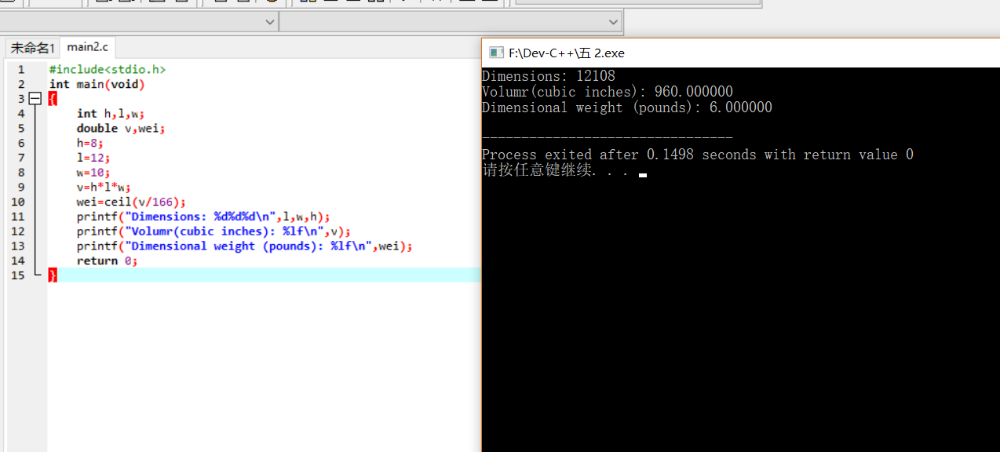 未命名1 main2.c
1 #include<stdio.h>
2 int main(void)
3 {
4 int h,l,w;
5 double v,wei;
6 h=8;
7 l=12;
8 w=10;
9 v=h*l*w;
10 wei=ceil(v/166);
11 printf("Dimensions: %d%d%d\n",l,w,h);
12 printf("Volumr(cubic inches): %lf\n",v);
13 printf("Dimensional weight (pounds): %lf\n",wei);
14 return 0;
15 }
F:\Dev-C++\五 2.exe
Dimensions: 12108
Volumr(cubic inches): 960.000000
Dimensional weight (pounds): 6.000000
--------------------------------
Process exited after 0.1498 seconds with return value 0
请按任意键继续. . .